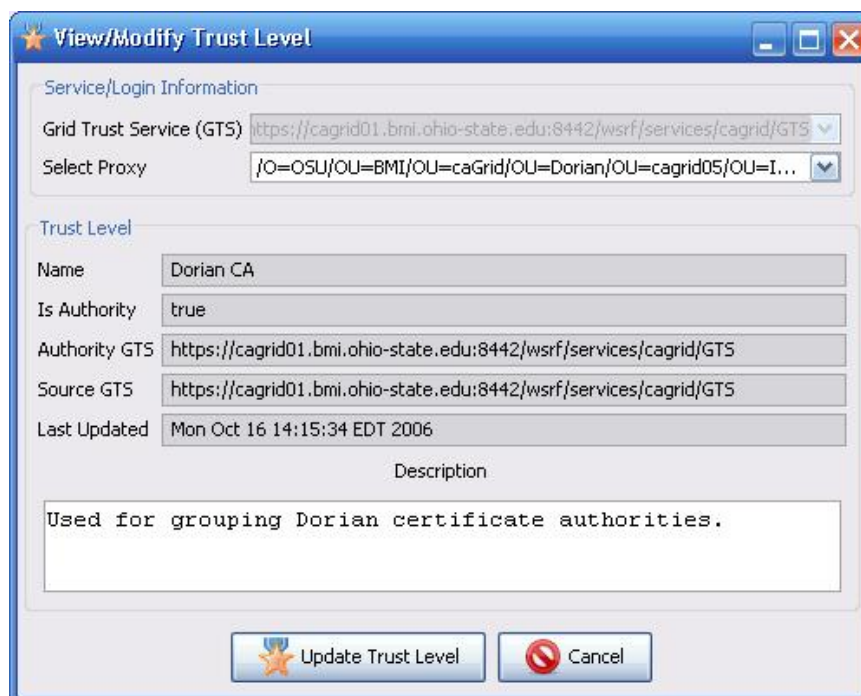 View/Modify Trust Level
Service/Login Information
Grid Trust Service (GTS) ttps://cagrid01.bmi.ohio-state.edu:8442/wsrf/services/cagrid/GTS
Select Proxy /O=OSU/OU=BMI/OU=caGrid/OU=Dorian/OU=cagrid05/OU=I...
Trust Level
Name Dorian CA
Is Authority true
Authority GTS https://cagrid01.bmi.ohio-state.edu:8442/wsrf/services/cagrid/GTS
Source GTS https://cagrid01.bmi.ohio-state.edu:8442/wsrf/services/cagrid/GTS
Last Updated Mon Oct 16 14:15:34 EDT 2006
Description
Used for grouping Dorian certificate authorities.
Update Trust Level Cancel